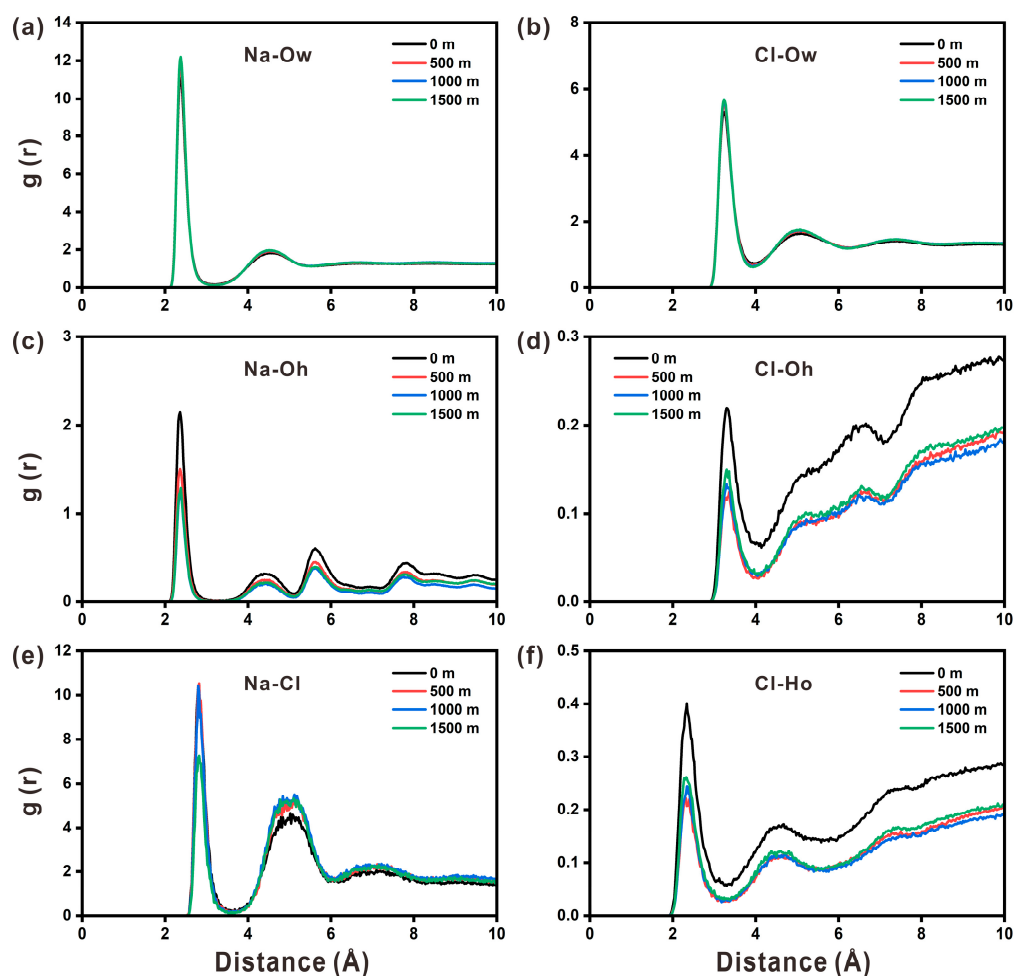 (a)
Na-Ow
0 m
500 m
1000 m
1500 m
14
12
10
8
6
4
2
0
0 2 4 6 8 10
g (r)
(b)
Cl-Ow
0 m
500 m
1000 m
1500 m
8
6
4
2
0
0 2 4 6 8 10
(c)
Na-Oh
0 m
500 m
1000 m
1500 m
3
2
1
0
0 2 4 6 8 10
g (r)
(d)
Cl-Oh
0 m
500 m
1000 m
1500 m
0.3
0.2
0.1
0.0
0 2 4 6 8 10
(e)
Na-Cl
0 m
500 m
1000 m
1500 m
12
10
8
6
4
2
0
0 2 4 6 8 10
g (r)
Distance (Å)
(f)
Cl-Ho
0 m
500 m
1000 m
1500 m
0.5
0.4
0.3
0.2
0.1
0.0
0 2 4 6 8 10
Distance (Å)